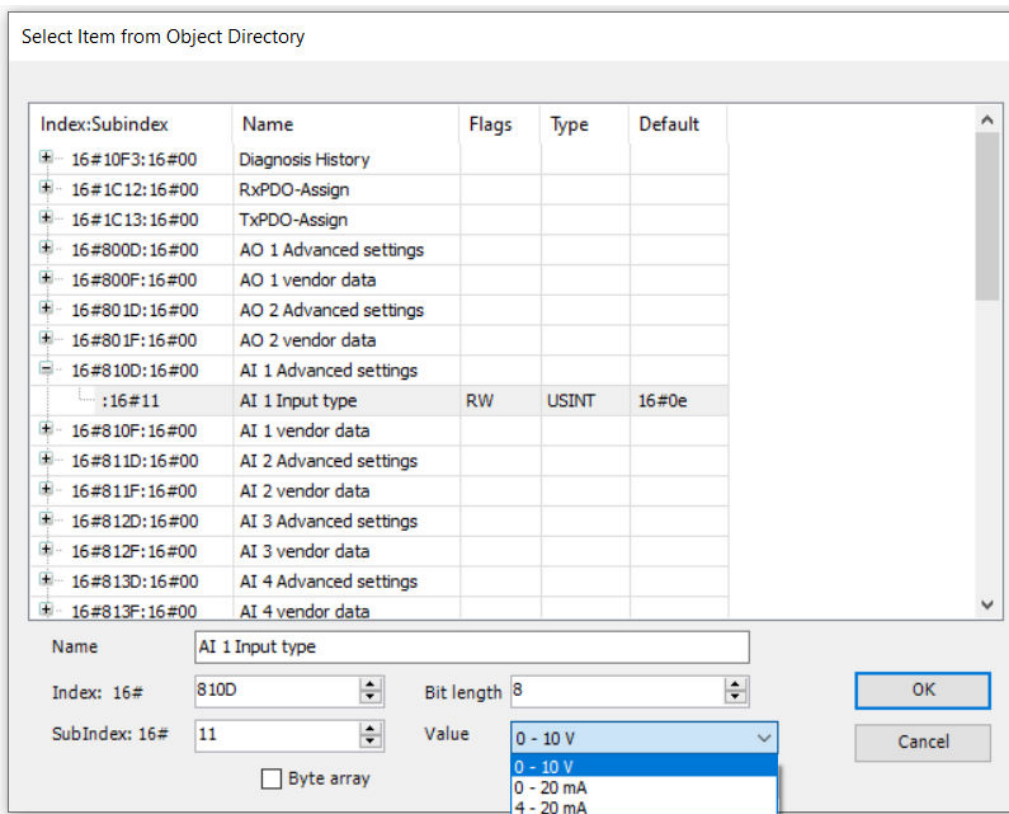 Select Item from Object Directory
Index:Subindex Name Flags Type Default
16#10F3:16#00 Diagnosis History
16#1C12:16#00 RxPDO-Assign
16#1C13:16#00 TxPDO-Assign
16#800D:16#00 AO 1 Advanced settings
16#800F:16#00 AO 1 vendor data
16#801D:16#00 AO 2 Advanced settings
16#801F:16#00 AO 2 vendor data
16#810D:16#00 AI 1 Advanced settings
:16#11 AI 1 Input type RW USINT 16#0e
16#810F:16#00 AI 1 vendor data
16#811D:16#00 AI 2 Advanced settings
16#811F:16#00 AI 2 vendor data
16#812D:16#00 AI 3 Advanced settings
16#812F:16#00 AI 3 vendor data
16#813D:16#00 AI 4 Advanced settings
16#813F:16#00 AI 4 vendor data
Name AI 1 Input type
Index: 16# 810D Bit length 8 OK
SubIndex: 16# 11 Value 0 - 10 V Cancel
0 - 10 V
Byte array
0 - 20 mA
4 - 20 mA